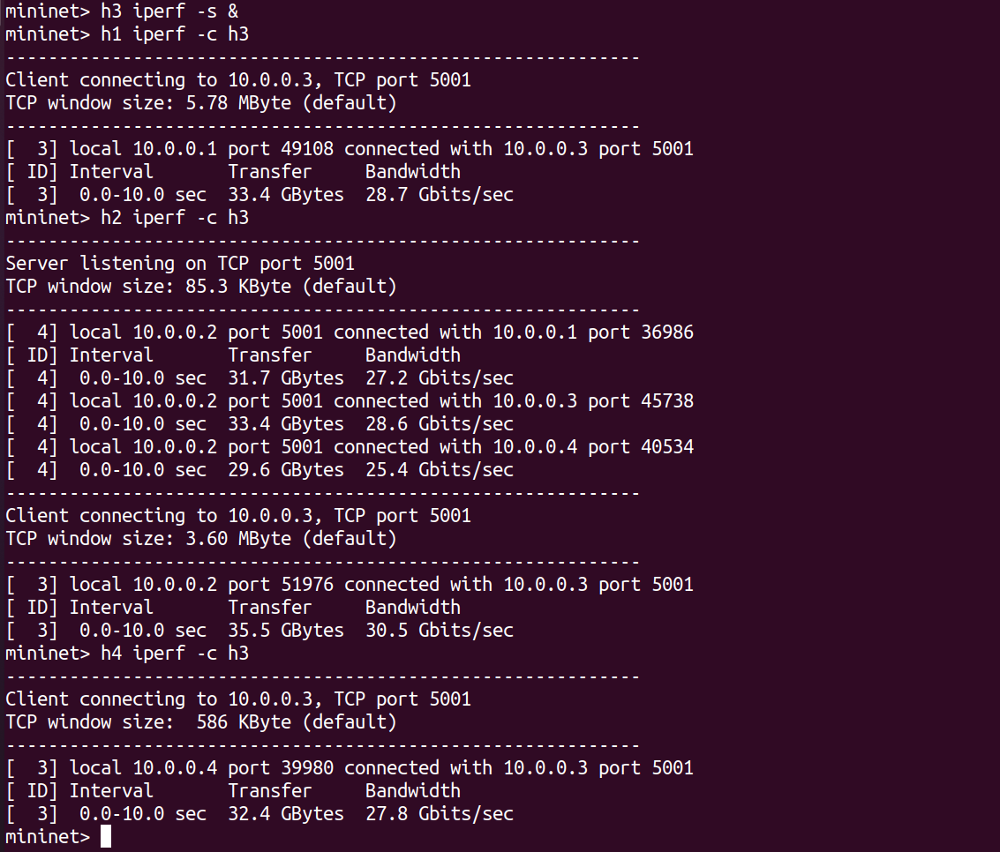 mininet> h3 iperf -s &
mininet> h1 iperf -c h3
------------------------------------------------------------
Client connecting to 10.0.0.3, TCP port 5001
TCP window size: 5.78 MByte (default)
------------------------------------------------------------
[  3] local 10.0.0.1 port 49108 connected with 10.0.0.3 port 5001
[ ID] Interval       Transfer     Bandwidth
[  3]  0.0-10.0 sec  33.4 GBytes  28.7 Gbits/sec
mininet> h2 iperf -c h3
------------------------------------------------------------
Server listening on TCP port 5001
TCP window size: 85.3 KByte (default)
------------------------------------------------------------
[  4] local 10.0.0.2 port 5001 connected with 10.0.0.1 port 36986
[ ID] Interval       Transfer     Bandwidth
[  4]  0.0-10.0 sec  31.7 GBytes  27.2 Gbits/sec
[  4] local 10.0.0.2 port 5001 connected with 10.0.0.3 port 45738
[  4]  0.0-10.0 sec  33.4 GBytes  28.6 Gbits/sec
[  4] local 10.0.0.2 port 5001 connected with 10.0.0.4 port 40534
[  4]  0.0-10.0 sec  29.6 GBytes  25.4 Gbits/sec
------------------------------------------------------------
Client connecting to 10.0.0.3, TCP port 5001
TCP window size: 3.60 MByte (default)
------------------------------------------------------------
[  3] local 10.0.0.2 port 51976 connected with 10.0.0.3 port 5001
[ ID] Interval       Transfer     Bandwidth
[  3]  0.0-10.0 sec  35.5 GBytes  30.5 Gbits/sec
mininet> h4 iperf -c h3
------------------------------------------------------------
Client connecting to 10.0.0.3, TCP port 5001
TCP window size:  586 KByte (default)
------------------------------------------------------------
[  3] local 10.0.0.4 port 39980 connected with 10.0.0.3 port 5001
[ ID] Interval       Transfer     Bandwidth
[  3]  0.0-10.0 sec  32.4 GBytes  27.8 Gbits/sec
mininet>